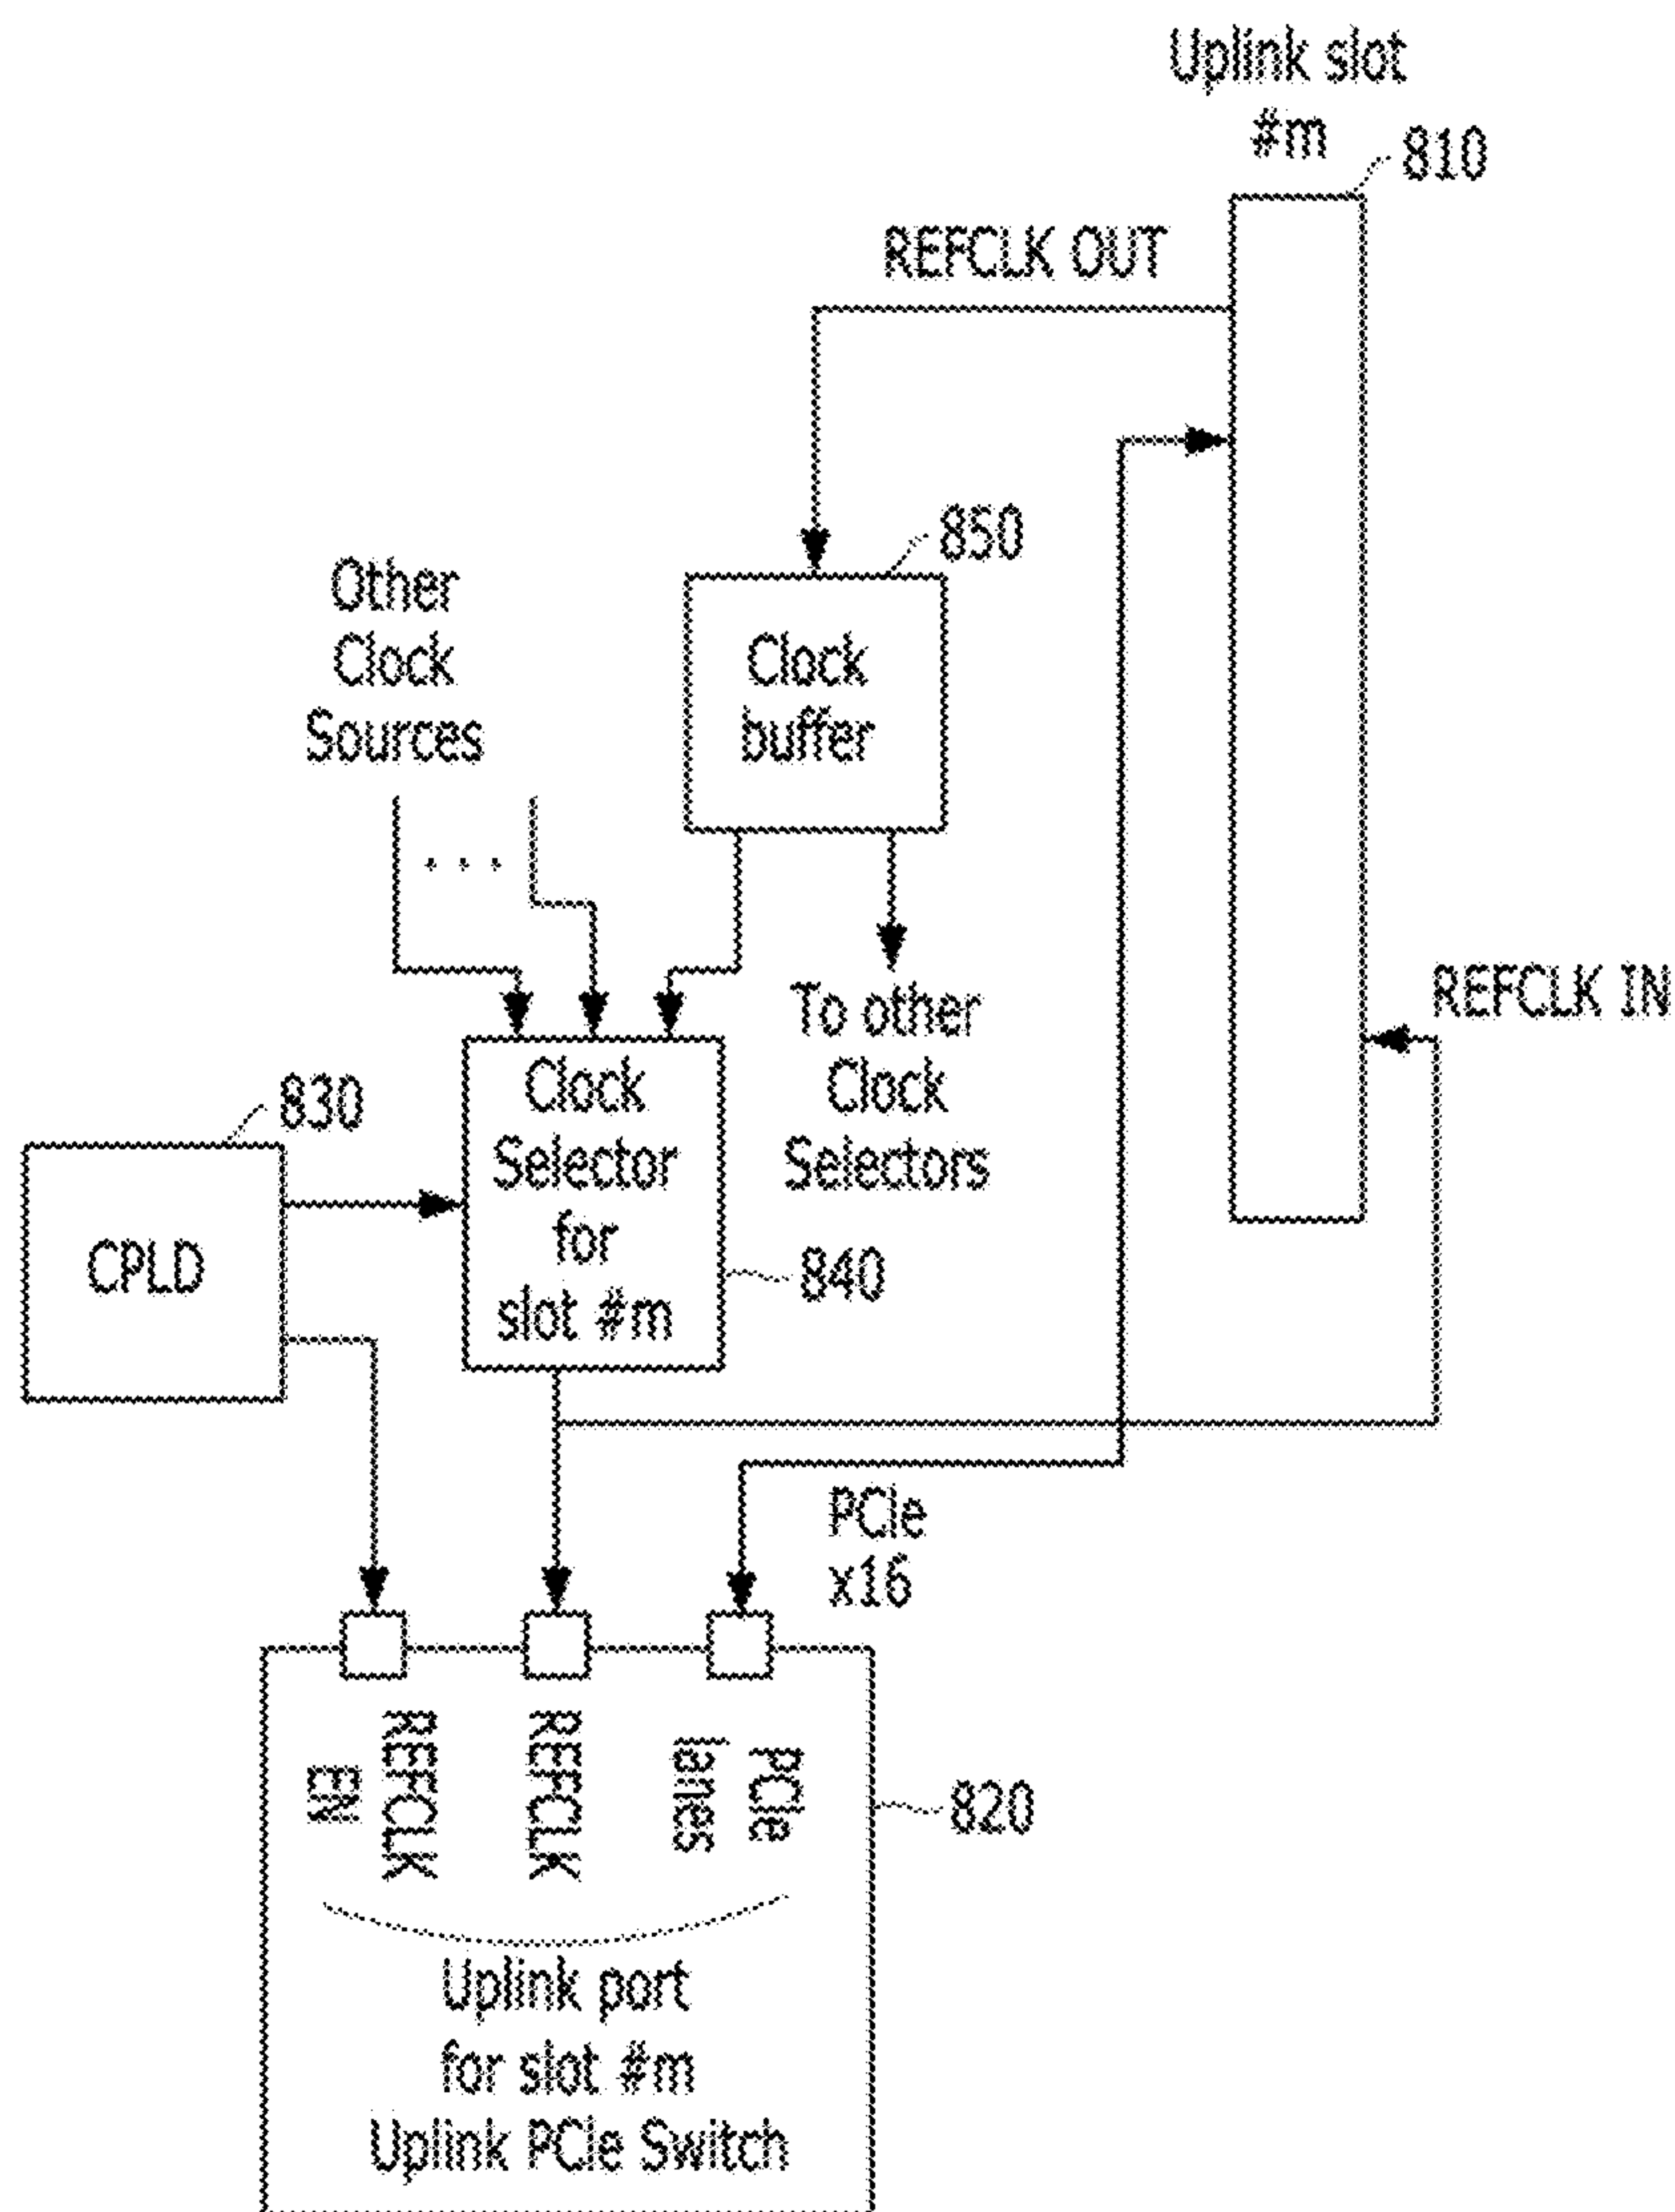 Uplink slot
#m
810
REFCLK OUT
850
Other
Clock
Sources
Clock
buffer
. . .
REFCLK IN
To other
Clock
Selectors
830
Clock
Selector
for
slot #m
CPLD
840
PCIe
x16
REFCLK
EN
REFCLK
PCIe
lanes
820
Uplink port
for slot #m
Uplink PCIe Switch